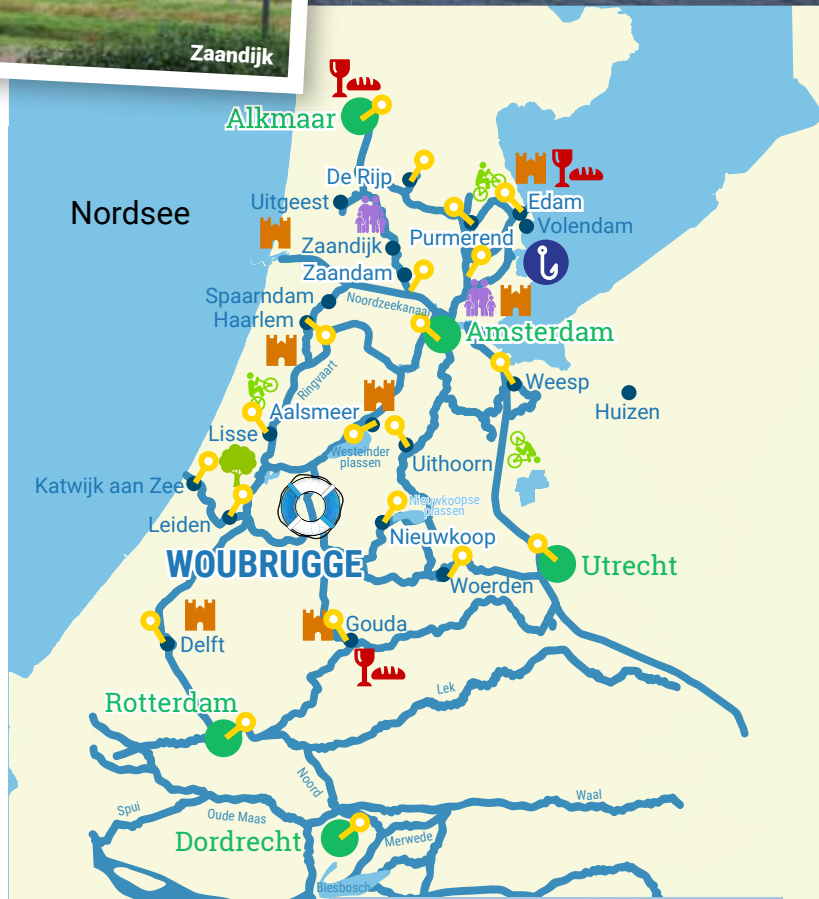 Zaandijk
Alkmaar
De Rijp
Uitgeest
Edam
Nordsee
Volendam
Purmerend
Zaandijk
Zaandam
Spaarndam
Noordzeekanaal
Haarlem
Amsterdam
Ringvaart
Weesp
Aalsmeer
Huizen
Lisse
Westeinder
plassen
Uithoorn
Katwijk aan Zee
Nieuwkoopse
plassen
Leiden
Nieuwkoop
WOUBRUGGE
Utrecht
Woerden
Gouda
Delft
Lek
Rotterdam
Noord
Waal
Spui
Oude Maas
Dordrecht
Merwede
Biesbosch